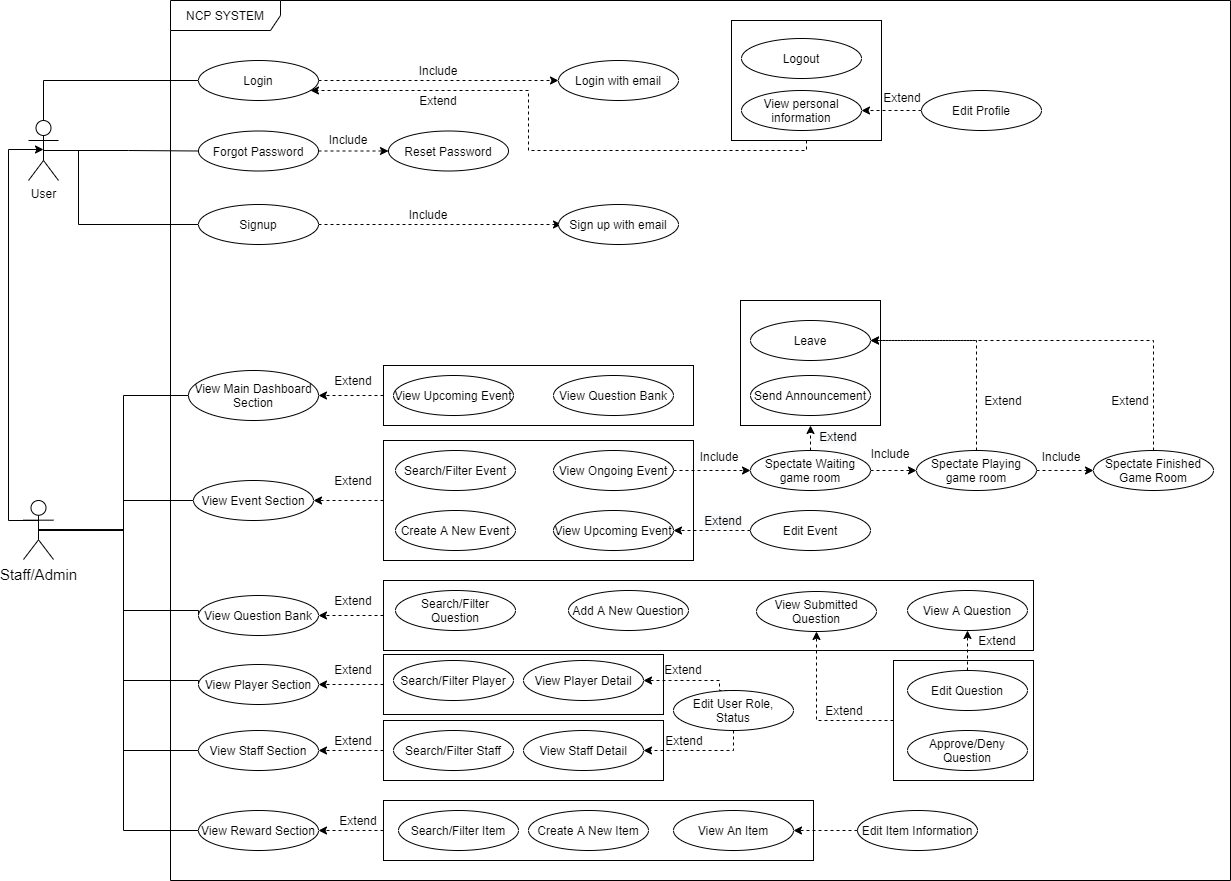 NCP SYSTEM
Login
Include
Login with email
Extend
Logout
View personal
information
Extend
Edit Profile
User
Forgot Password
Include
Reset Password
Signup
Include
Sign up with email
Leave
Send Announcement
Extend
Extend
Extend
View Main Dashboard
Section
Extend
View Upcoming Event
View Question Bank
View Event Section
Extend
Search/Filter Event
View Ongoing Event
Create A New Event
View Upcoming Event
Include
Spectate Waiting
game room
Include
Spectate Playing
game room
Include
Spectate Finished
Game Room
Extend
Edit Event
Staff/Admin
View Question Bank
Extend
Search/Filter
Question
Add A New Question
View Submitted
Question
View A Question
Extend
Extend
Edit Question
Approve/Deny
Question
View Player Section
Extend
Search/Filter Player
View Player Detail
Extend
Edit User Role,
Status
View Staff Section
Extend
Search/Filter Staff
View Staff Detail
Extend
View Reward Section
Extend
Search/Filter Item
Create A New Item
View An Item
Edit Item Information